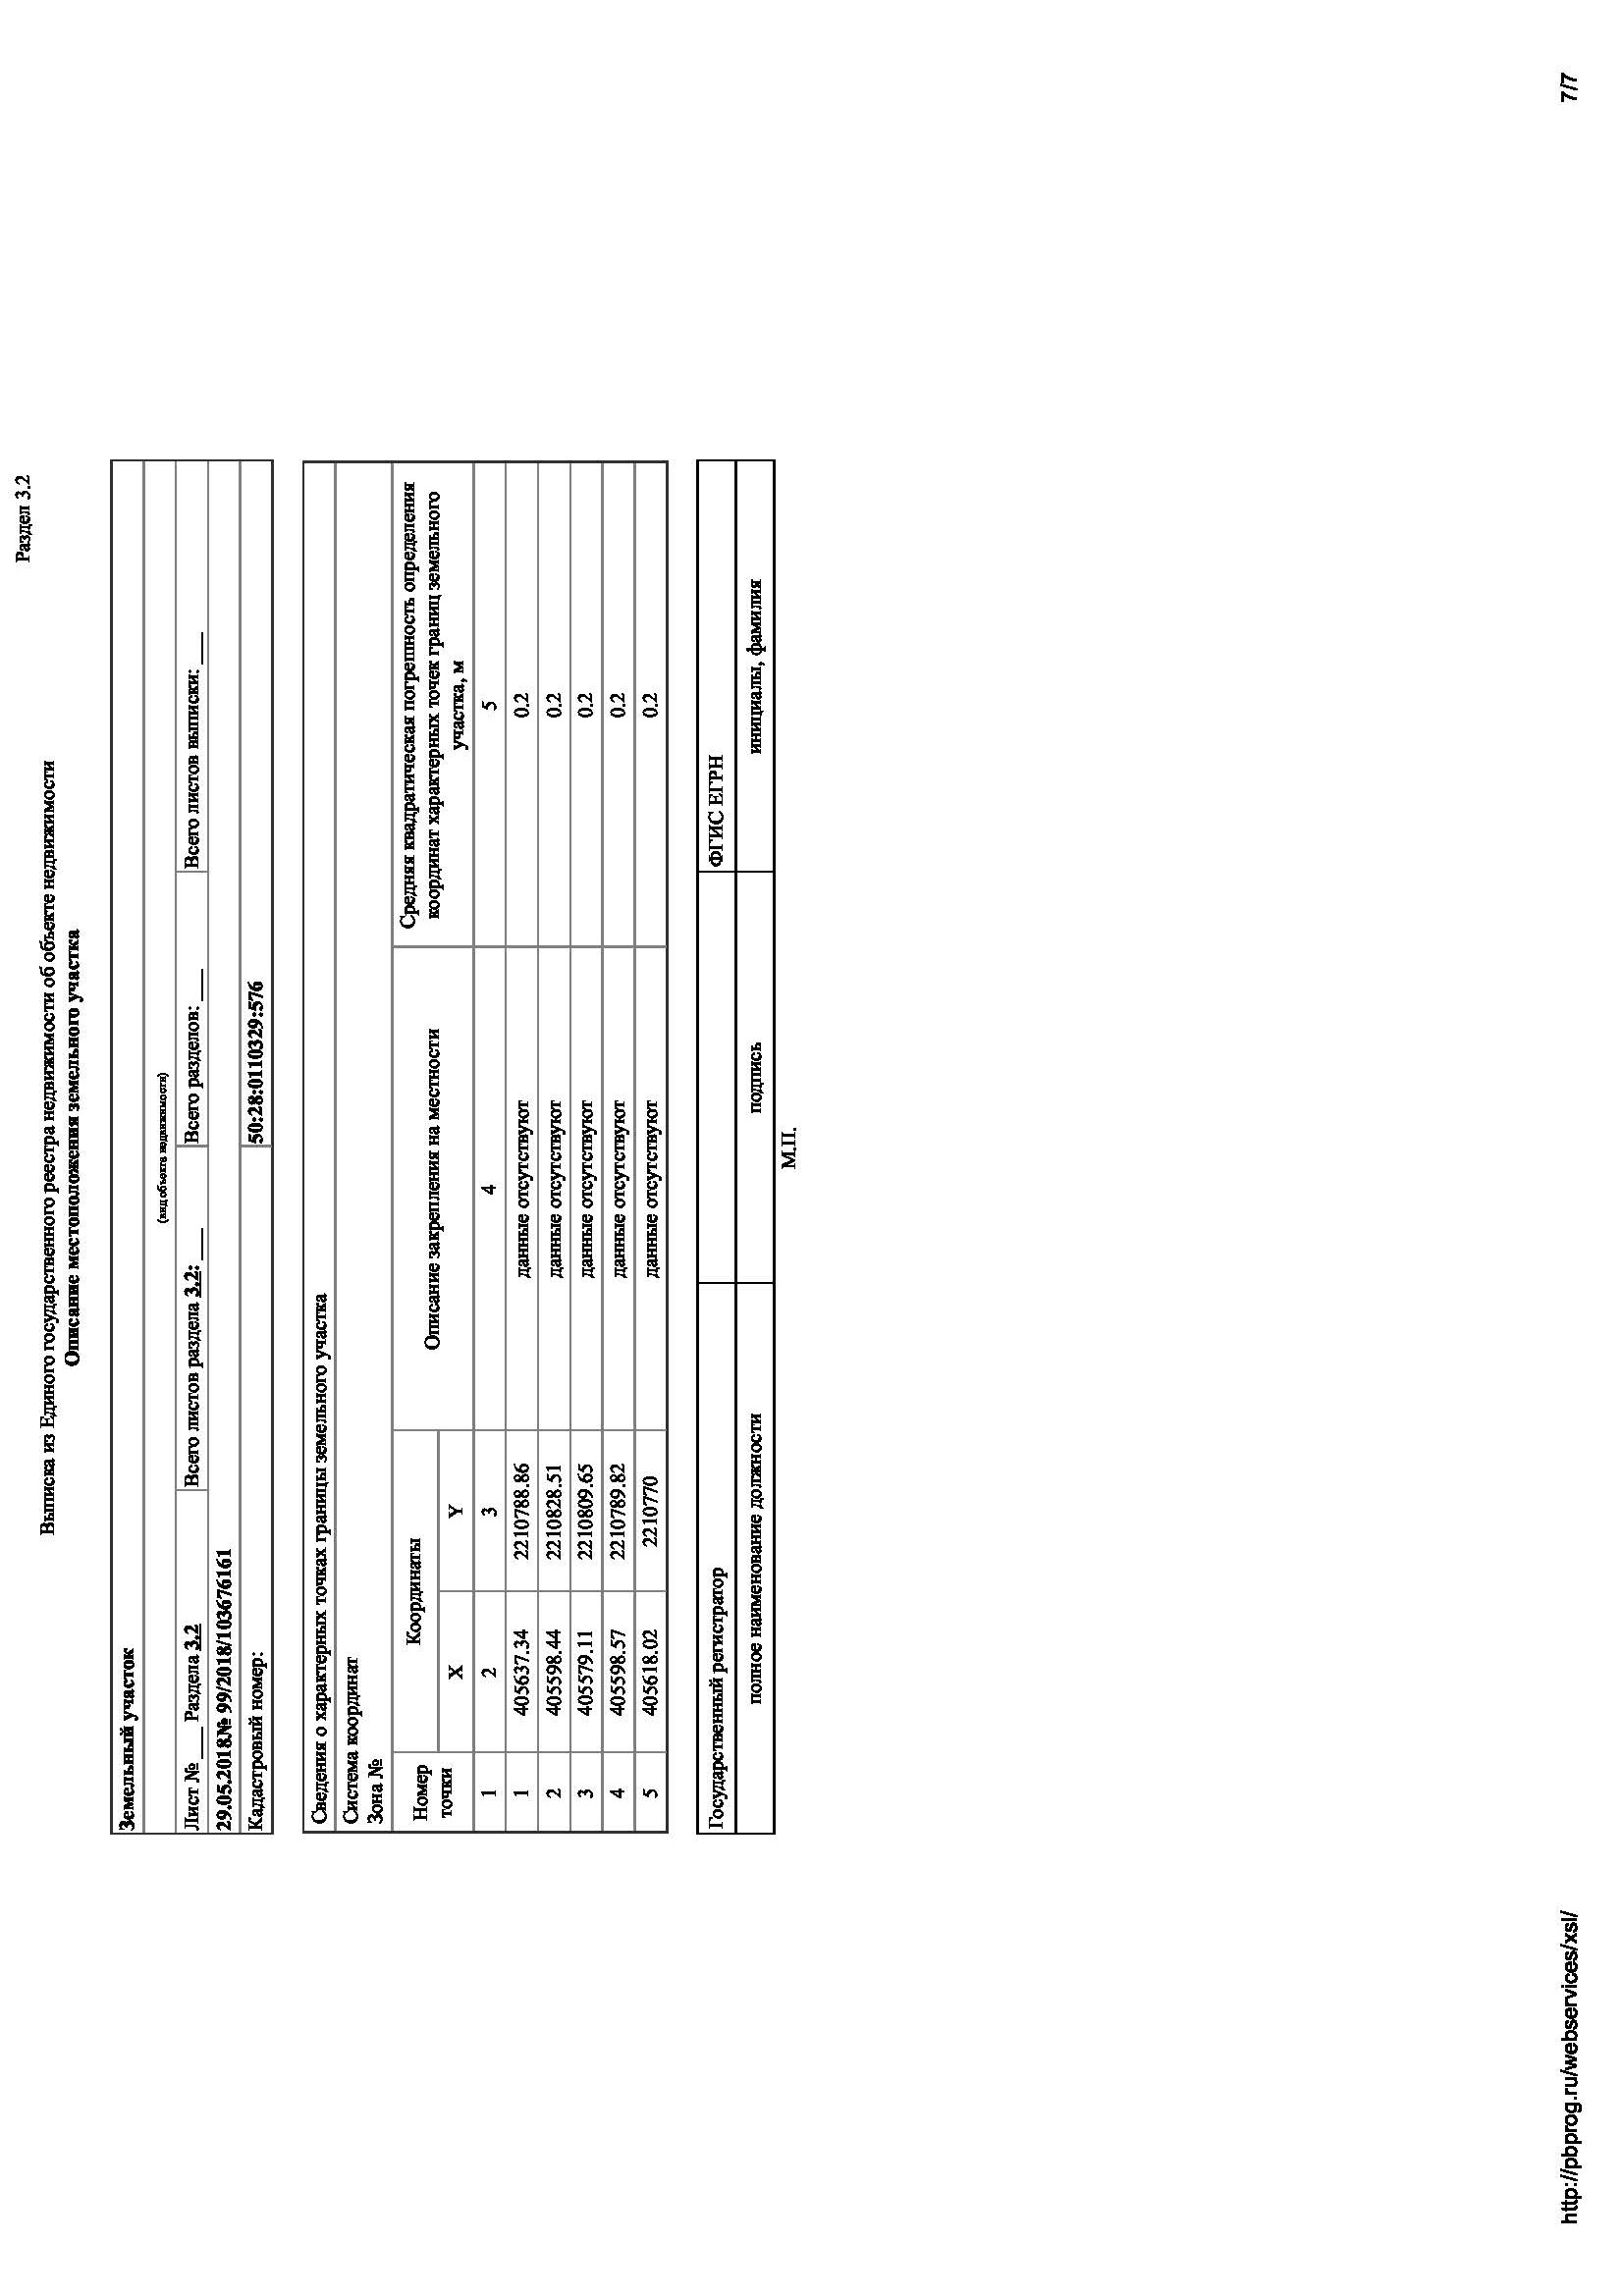 Раздел 3.2
Выписка из Единого государственного реестра недвижимости об объекте недвижимости
Описание местоположения земельного участка
Земельный участок
(вид объекта недвижимости)
Лист № ___ Раздела 3.2 Всего листов раздела 3.2: ___ Всего разделов: ___ Всего листов выписки: ___
29.05.2018№ 99/2018/103676161
Кадастровый номер: 50:28:0110329:576
Сведения о характерных точках границы земельного участка
Система координат
Зона №
Номер точки Координаты Описание закрепления на местности Средняя квадратическая погрешность определения
координат характерных точек границ земельного
участка, м
X Y
1 2 3 4 5
1 405637.34 2210788.86 данные отсутствуют 0.2
2 405598.44 2210828.51 данные отсутствуют 0.2
3 405579.11 2210809.65 данные отсутствуют 0.2
4 405598.57 2210789.82 данные отсутствуют 0.2
5 405618.02 2210770 данные отсутствуют 0.2
Государственный регистратор ФГИС ЕГРН
полное наименование должности подпись инициалы, фамилия
М.П.
http://pbprog.ru/webservices/xsl/ 7/7